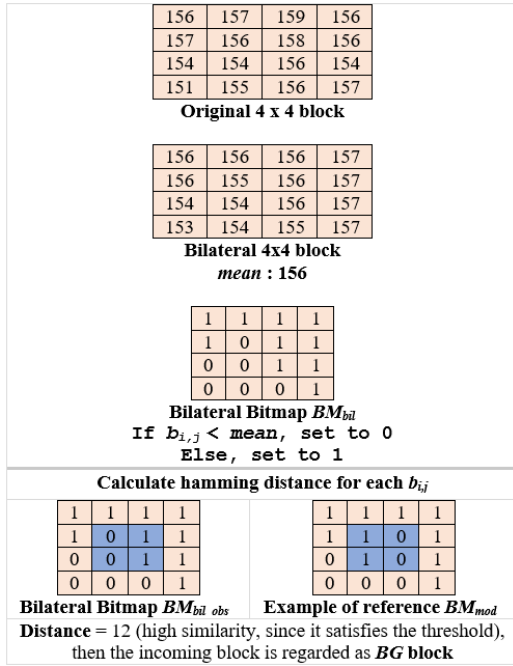 156 157 159 156
157 156 158 156
154 154 156 154
151 155 156 157
Original 4 x 4 block
156 156 156 157
156 155 156 157
154 154 156 157
153 154 155 157
Bilateral 4x4 block
mean : 156
1 1 1 1
1 0 1 1
0 0 1 1
0 0 0 1
Bilateral Bitmap BMbil
If bi,j < mean, set to 0
Else, set to 1
Calculate hamming distance for each bi,j
1 1 1 1
1 0 1 1
0 0 1 1
0 0 0 1
Bilateral Bitmap BMbil obs
1 1 1 1
1 1 0 1
0 1 0 1
0 0 0 1
Example of reference BMmod
Distance = 12 (high similarity, since it satisfies the threshold),
then the incoming block is regarded as BG block